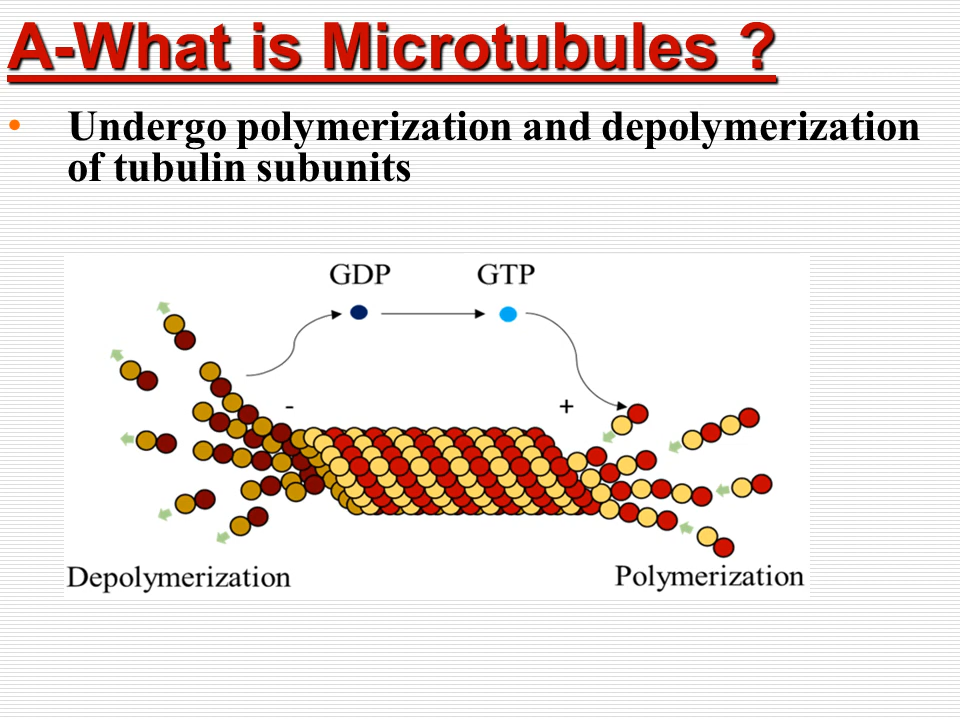 A-What is Microtubules ?
• Undergo polymerization and depolymerization
of tubulin subunits
GDP GTP
- +
Depolymerization Polymerization